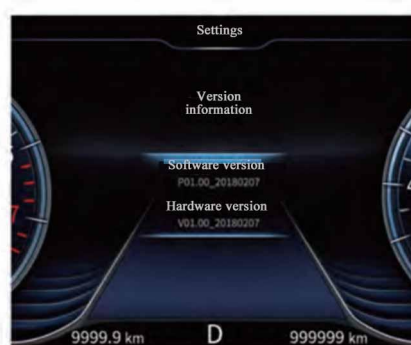 Settings
Version
information
Software version
P01.00_20180207
Hardware version
V01.00_20180207
9999.9 km D 999999 km